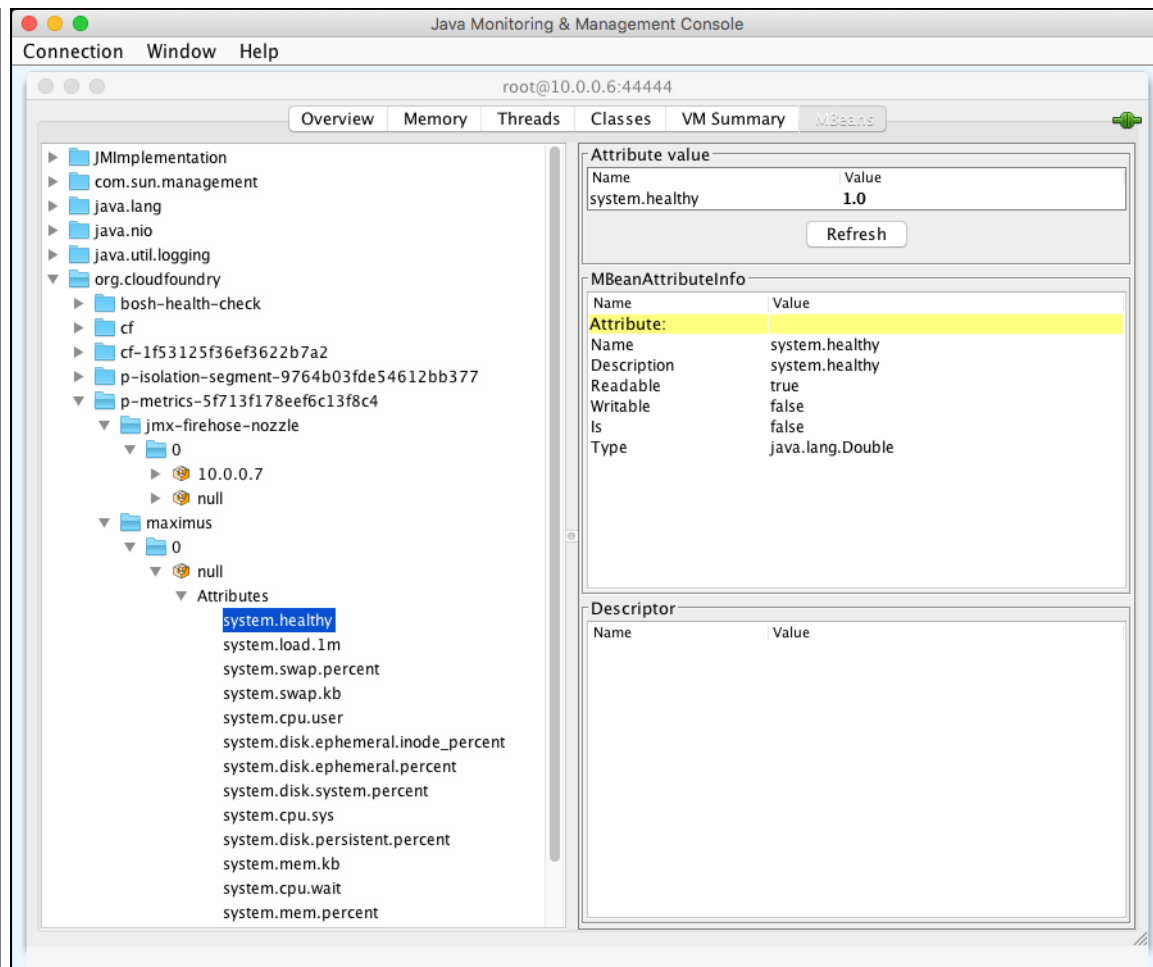 Java Monitoring & Management Console
Connection Window Help
root@10.0.0.6:44444
Overview Memory Threads Classes VM Summary MBeans
JMImplementation
com.sun.management
java.lang
java.nio
java.util.logging
org.cloudfoundry
bosh-health-check
cf
cf-1f53125f36ef3622b7a2
p-isolation-segment-9764b03fde54612bb377
p-metrics-5f713f178eef6c13f8c4
jmx-firehose-nozzle
0
10.0.0.7
null
maximus
0
null
Attributes
system.healthy
system.load.1m
system.swap.percent
system.swap.kb
system.cpu.user
system.disk.ephemeral.inode_percent
system.disk.ephemeral.percent
system.disk.system.percent
system.cpu.sys
system.disk.persistent.percent
system.mem.kb
system.cpu.wait
system.mem.percent
Attribute value
Name Value
system.healthy 1.0
Refresh
MBeanAttributeInfo
Name Value
Attribute:
Name system.healthy
Description system.healthy
Readable true
Writable false
Is false
Type java.lang.Double
Descriptor
Name Value